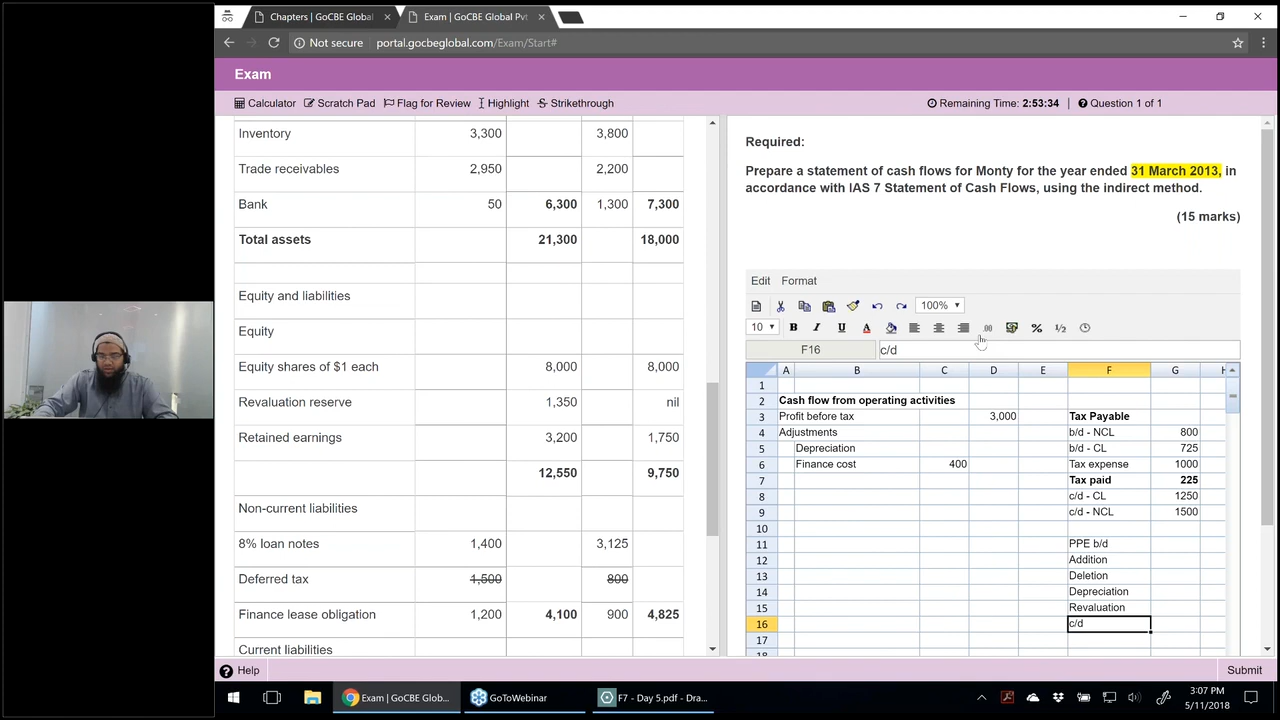 Chapters | GoCBE Global
Exam | GoCBE Global Pvt
Not secure
portal.gocbeglobal.com/Exam/Start#
Exam
Calculator Scratch Pad Flag for Review Highlight Strikethrough
Remaining Time: 2:53:34 Question 1 of 1
Inventory 3,300 3,800
Trade receivables 2,950 2,200
Bank 50 6,300 1,300 7,300
Total assets 21,300 18,000
Equity and liabilities
Equity
Equity shares of $1 each 8,000 8,000
Revaluation reserve 1,350 nil
Retained earnings 3,200 1,750
12,550 9,750
Non-current liabilities
8% loan notes 1,400 3,125
Deferred tax 1,500 800
Finance lease obligation 1,200 4,100 900 4,825
Current liabilities
Required:
Prepare a statement of cash flows for Monty for the year ended 31 March 2013, in
accordance with IAS 7 Statement of Cash Flows, using the indirect method.
(15 marks)
Edit Format
100%
10 B I U A .00 % 1/2
F16 c/d
A B C D E F G H
1
2 Cash flow from operating activities
3 Profit before tax 3,000 Tax Payable
4 Adjustments b/d - NCL 800
5 Depreciation b/d - CL 725
6 Finance cost 400 Tax expense 1000
7 Tax paid 225
8 c/d - CL 1250
9 c/d - NCL 1500
10
11 PPE b/d
12 Addition
13 Deletion
14 Depreciation
15 Revaluation
16 c/d
17
18
Help
Submit
Exam | GoCBE Glob...
GoToWebinar
F7 - Day 5.pdf - Dra...
3:07 PM
5/11/2018